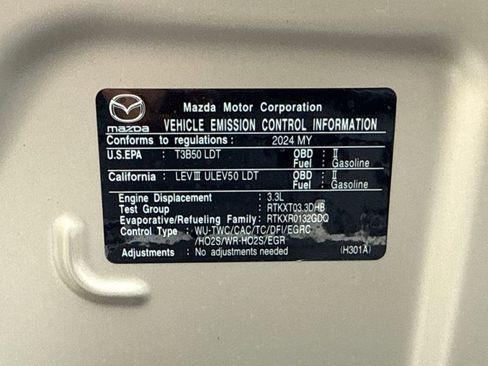 Mazda Motor Corporation
mazda VEHICLE EMISSION CONTROL INFORMATION
Conforms to regulations : 2024 MY
U.S.EPA : T3B50 LDT OBD : II
Fuel : Gasoline
California : LEVIII ULEV50 LDT OBD : II
Fuel : Gasoline
Engine Displacement : 3.3L
Test Group : RTKXT03.3DHB
Evaporative/Refueling Family: RTKXR0132GDQ
Control Type : WU-TWC/CAC/TC/DFI/EGRC
/HO2S/WR-HO2S/EGR
Adjustments : No adjustments needed (H301A)